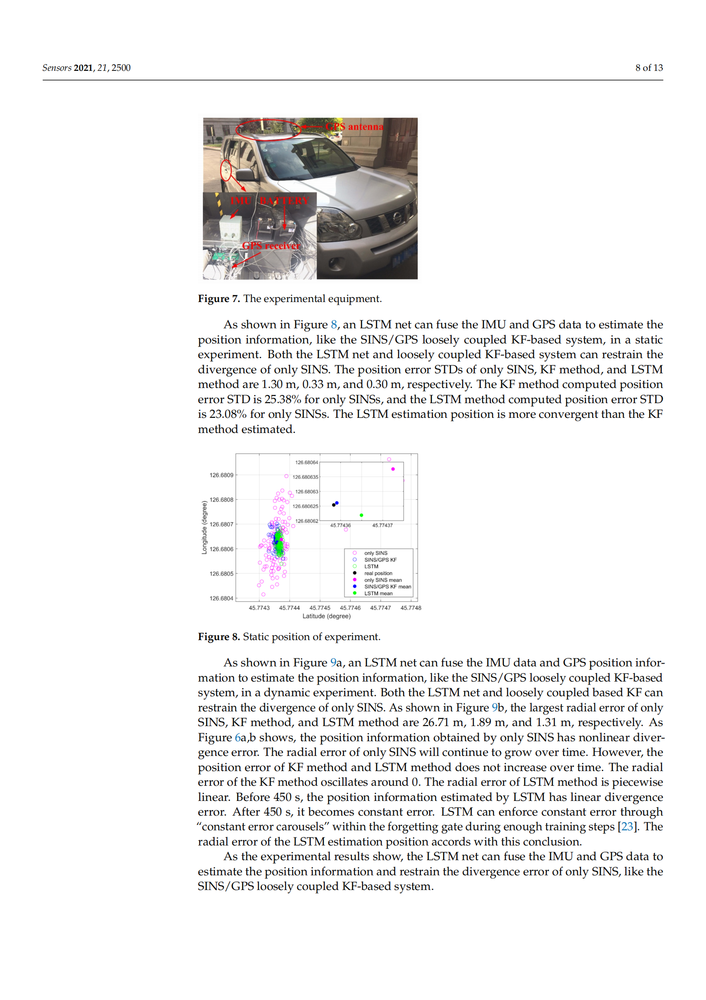 Sensors 2021, 21, 2500
8 of 13
GPS antenna
IMU BATTERY
GPS receiver
Figure 7. The experimental equipment.
As shown in Figure 8, an LSTM net can fuse the IMU and GPS data to estimate the
position information, like the SINS/GPS loosely coupled KF-based system, in a static
experiment. Both the LSTM net and loosely coupled KF-based system can restrain the
divergence of only SINS. The position error STDs of only SINS, KF method, and LSTM
method are 1.30 m, 0.33 m, and 0.30 m, respectively. The KF method computed position
error STD is 25.38% for only SINSs, and the LSTM method computed position error STD
is 23.08% for only SINSs. The LSTM estimation position is more convergent than the KF
method estimated.
126.6809
126.6808
126.6807
126.6806
126.6805
126.6804
Longitude (degree)
126.68064
126.680635
126.68063
126.680625
126.68062
45.77436 45.77437
only SINS
SINS/GPS KF
LSTM
real position
only SINS mean
SINS/GPS KF mean
LSTM mean
45.7743 45.7744 45.7745 45.7746 45.7747 45.7748
Latitude (degree)
Figure 8. Static position of experiment.
As shown in Figure 9a, an LSTM net can fuse the IMU data and GPS position infor-
mation to estimate the position information, like the SINS/GPS loosely coupled KF-based
system, in a dynamic experiment. Both the LSTM net and loosely coupled based KF can
restrain the divergence of only SINS. As shown in Figure 9b, the largest radial error of only
SINS, KF method, and LSTM method are 26.71 m, 1.89 m, and 1.31 m, respectively. As
Figure 6a,b shows, the position information obtained by only SINS has nonlinear diver-
gence error. The radial error of only SINS will continue to grow over time. However, the
position error of KF method and LSTM method does not increase over time. The radial
error of the KF method oscillates around 0. The radial error of LSTM method is piecewise
linear. Before 450 s, the position information estimated by LSTM has linear divergence
error. After 450 s, it becomes constant error. LSTM can enforce constant error through
“constant error carousels” within the forgetting gate during enough training steps [23]. The
radial error of the LSTM estimation position accords with this conclusion.
As the experimental results show, the LSTM net can fuse the IMU and GPS data to
estimate the position information and restrain the divergence error of only SINS, like the
SINS/GPS loosely coupled KF-based system.